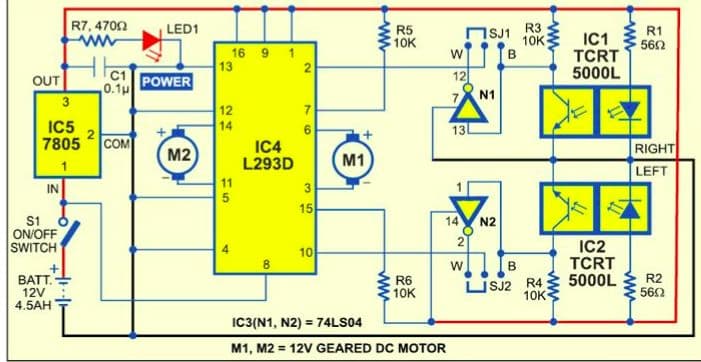 R7, 470Ω
LED1
OUT
C1
0.1µ
POWER
3
IC5
7805
2
COM
1
IN
S1
ON/OFF
SWITCH
+
BATT.
12V
4.5AH
16 9 1
13
12
14
11
5
4
8
IC4
L293D
2
7
6
3
15
10
+
M2
–
+
M1
–
R5
10K
R6
10K
SJ1
W
B
12
7
N1
13
1
14
N2
2
W
B
SJ2
R3
10K
IC1
TCRT
5000L
R1
56Ω
RIGHT
LEFT
IC2
TCRT
5000L
R4
10K
R2
56Ω
IC3(N1, N2) = 74LS04
M1, M2 = 12V GEARED DC MOTOR